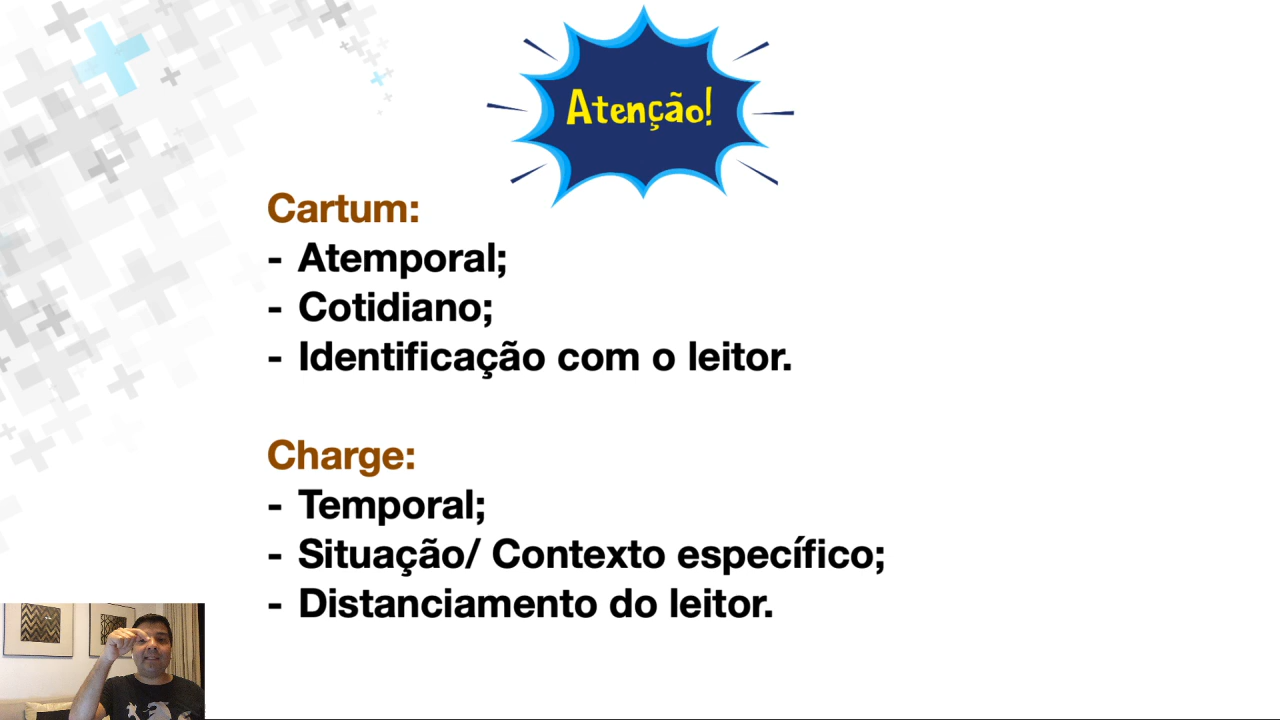 Atenção!
Cartum:
- Atemporal;
- Cotidiano;
- Identificação com o leitor.
Charge:
- Temporal;
- Situação/ Contexto específico;
- Distanciamento do leitor.